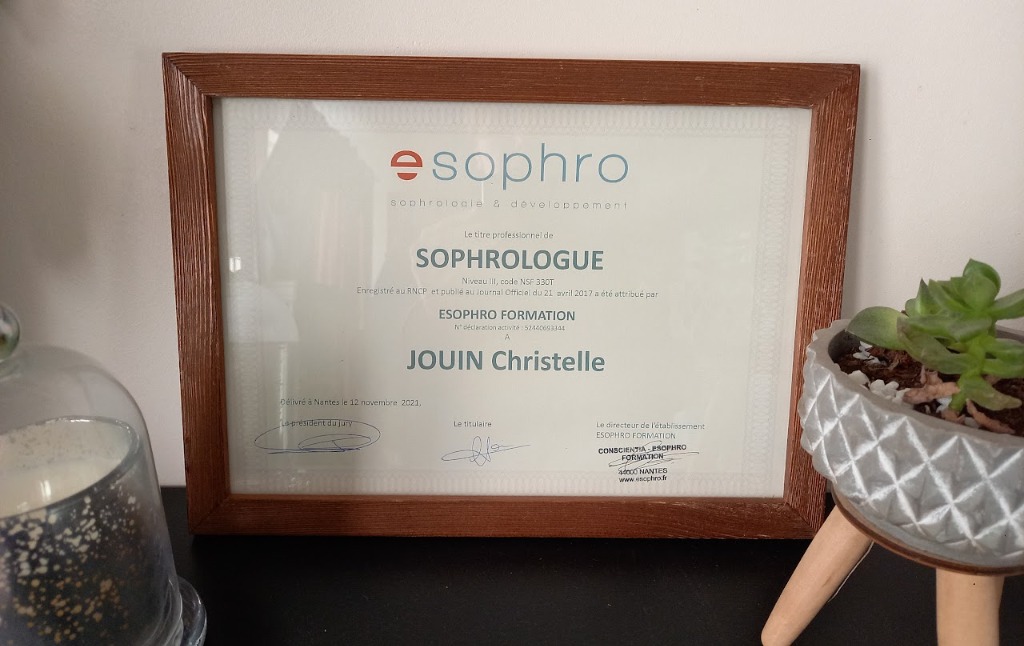 esophro
sophrologie & développement
Le titre professionnel de
SOPHROLOGUE
Niveau III, code NSF 330T
Enregistré au RNCP et publié au Journal Officiel du 21 avril 2017 a été attribué par
ESOPHRO FORMATION
N° déclaration activité : 52440693344
A
JOUIN Christelle
Délivré à Nantes le 12 novembre 2021.
Le président du jury
Le titulaire
Le directeur de l'établissement
ESOPHRO FORMATION
CONSCIENTIA - ESOPHRO
FORMATION
44000 NANTES
www.esophro.fr